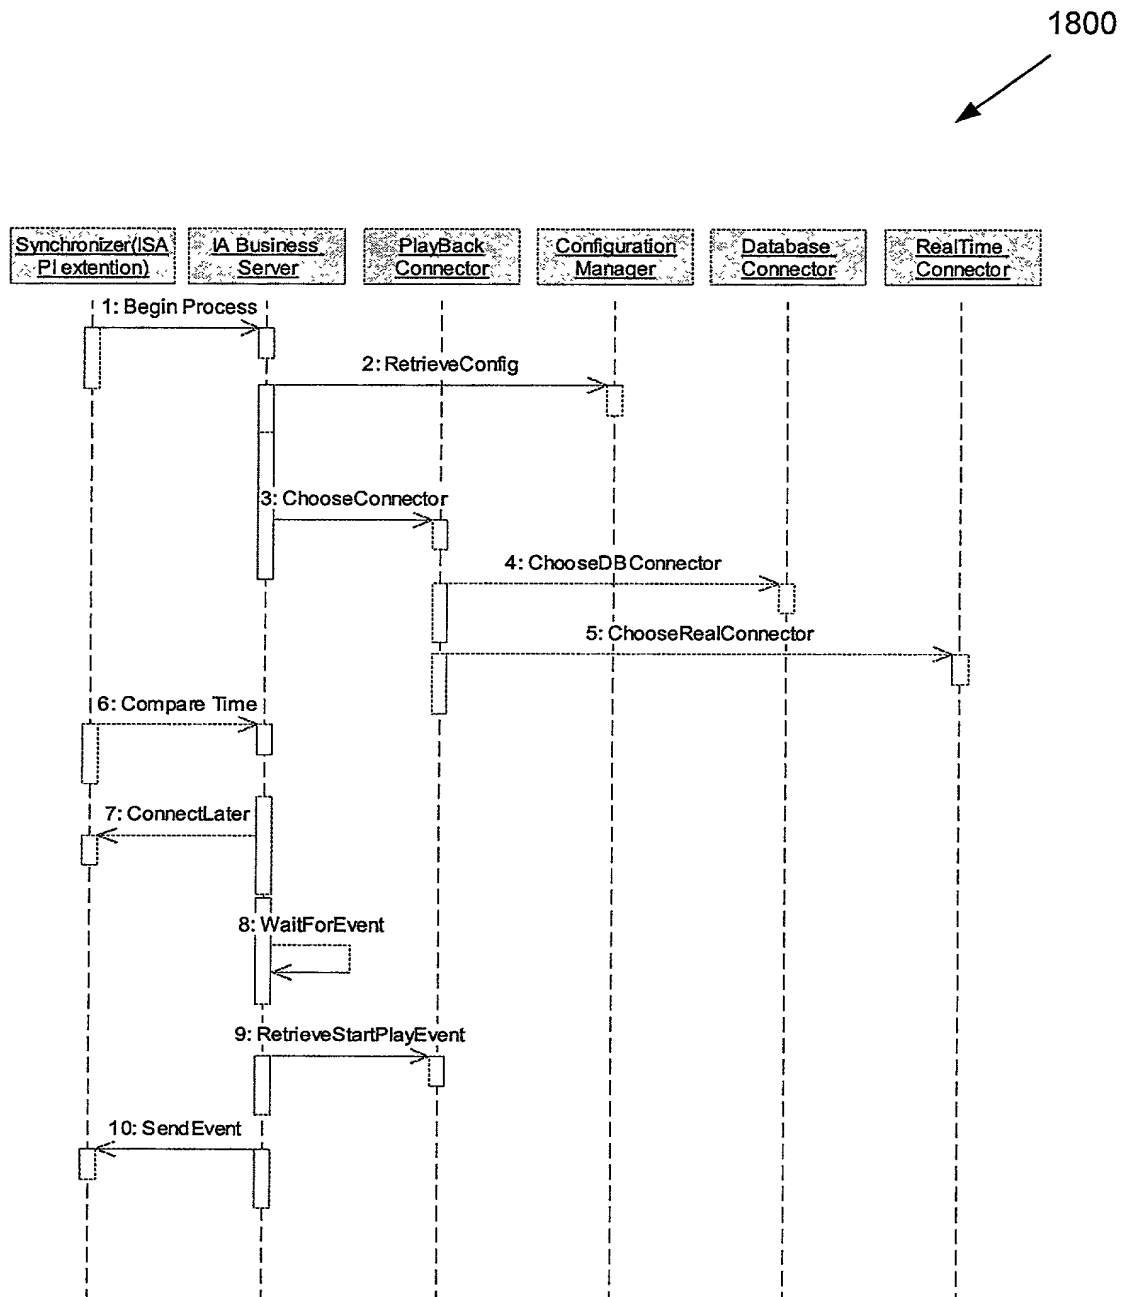 1800
Synchronizer(ISA
PI extention)
IA Business
Server
PlayBack
Connector
Configuration
Manager
Database
Connector
RealTime
Connector
1: Begin Process
2: RetrieveConfig
3: ChooseConnector
4: ChooseDBConnector
5: ChooseRealConnector
6: Compare Time
7: ConnectLater
8: WaitForEvent
9: RetrieveStartPlayEvent
10: SendEvent